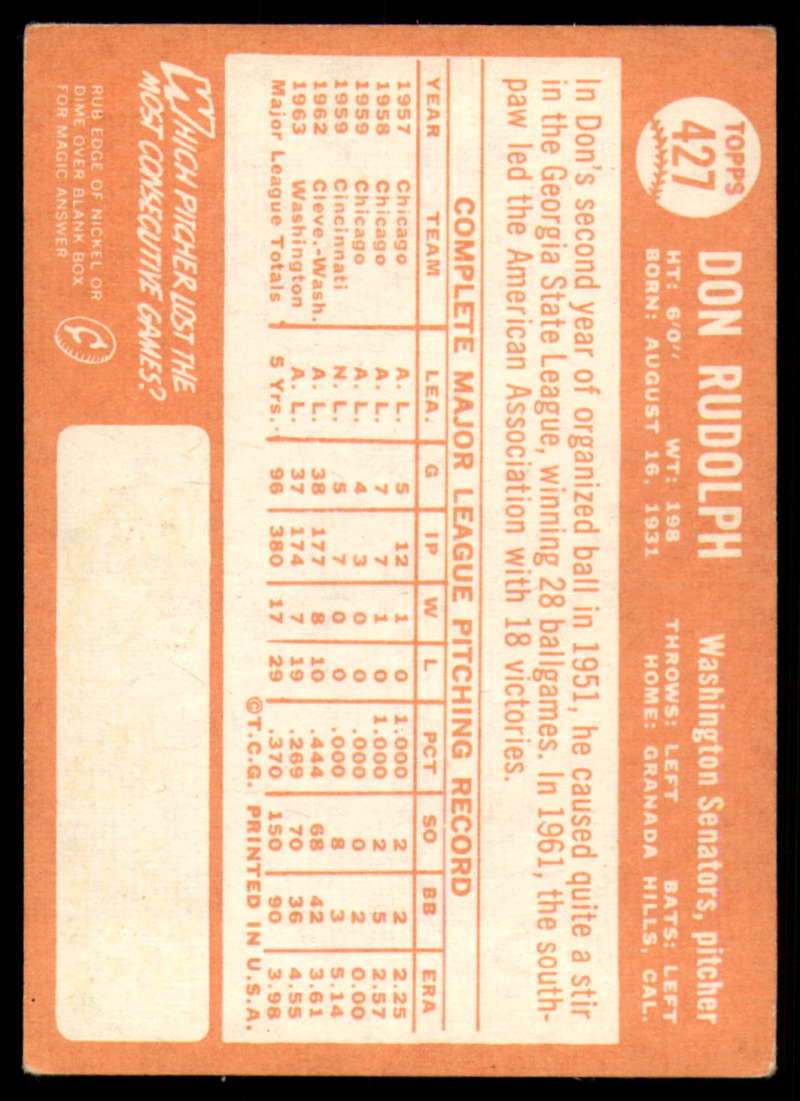 TOPPS
427
DON RUDOLPH
Washington Senators, pitcher
HT: 6'0" WT: 198 THROWS: LEFT BATS: LEFT
BORN: AUGUST 16, 1931 HOME: GRANADA HILLS, CAL.
In Don's second year of organized ball in 1951, he caused quite a stir
in the Georgia State League, winning 28 ballgames. In 1961, the south-
paw led the American Association with 18 victories.
COMPLETE MAJOR LEAGUE PITCHING RECORD
YEAR TEAM LEA. G IP W L PCT SO BB ERA
1957 Chicago A. L. 5 12 1 0 1.000 2 2 2.25
1958 Chicago A. L. 7 7 1 0 1.000 2 5 2.57
1959 Chicago A. L. 4 3 0 0 .000 0 2 0.00
1959 Cincinnati N. L. 5 7 0 0 .000 8 3 5.14
1962 Cleve.-Wash. A. L. 38 177 8 10 .444 68 42 3.61
1963 Washington A. L. 37 174 7 19 .269 70 36 4.55
Major League Totals 5 Yrs. 96 380 17 29 .370 150 90 3.98
©T.C.G. PRINTED IN U.S.A.
WHICH PITCHER LOST THE
MOST CONSECUTIVE GAMES?
RUB EDGE OF NICKEL OR
DIME OVER BLANK BOX
FOR MAGIC ANSWER